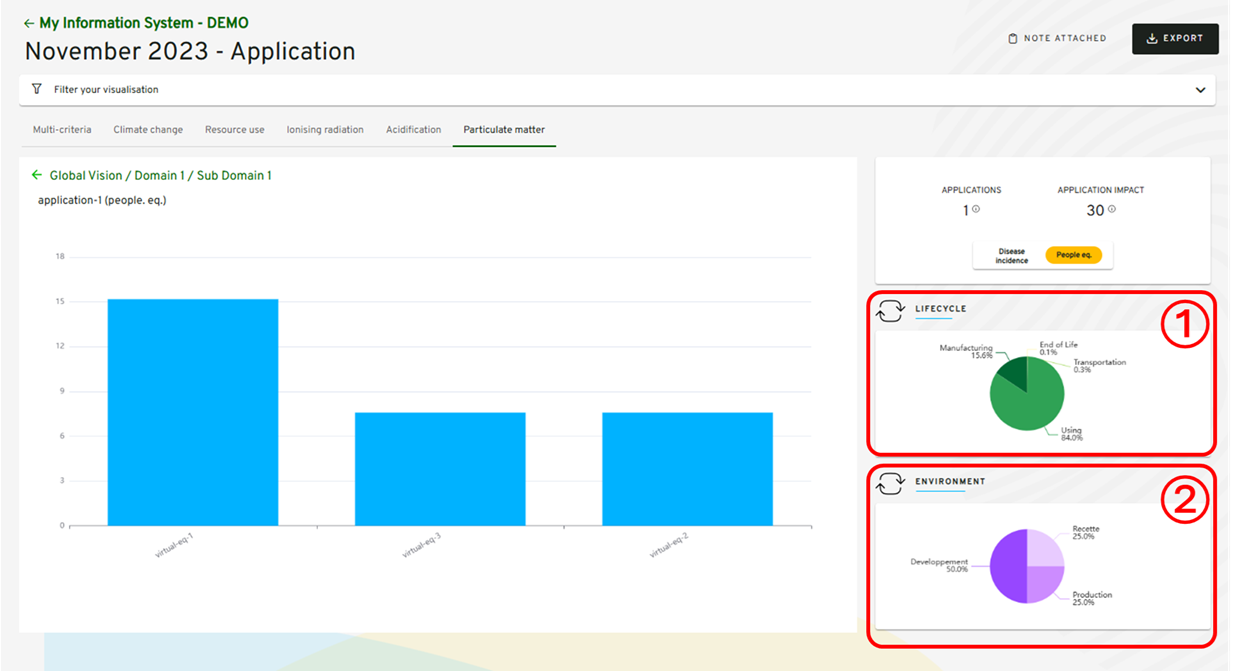 ← My Information System - DEMO
November 2023 - Application
NOTE ATTACHED
EXPORT
Filter your visualisation
Multi-criteria
Climate change
Resource use
Ionising radiation
Acidification
Particulate matter
← Global Vision / Domain 1 / Sub Domain 1
application-1 (people. eq.)
18
15
12
9
6
3
0
virtual-eq-1
virtual-eq-3
virtual-eq-2
APPLICATIONS
1
APPLICATION IMPACT
30
Disease
incidence
People eq.
LIFECYCLE
1
Manufacturing
15.6%
End of Life
0.1%
Transportation
0.3%
Using
84.0%
ENVIRONMENT
2
Recette
25.0%
Developpement
50.0%
Production
25.0%